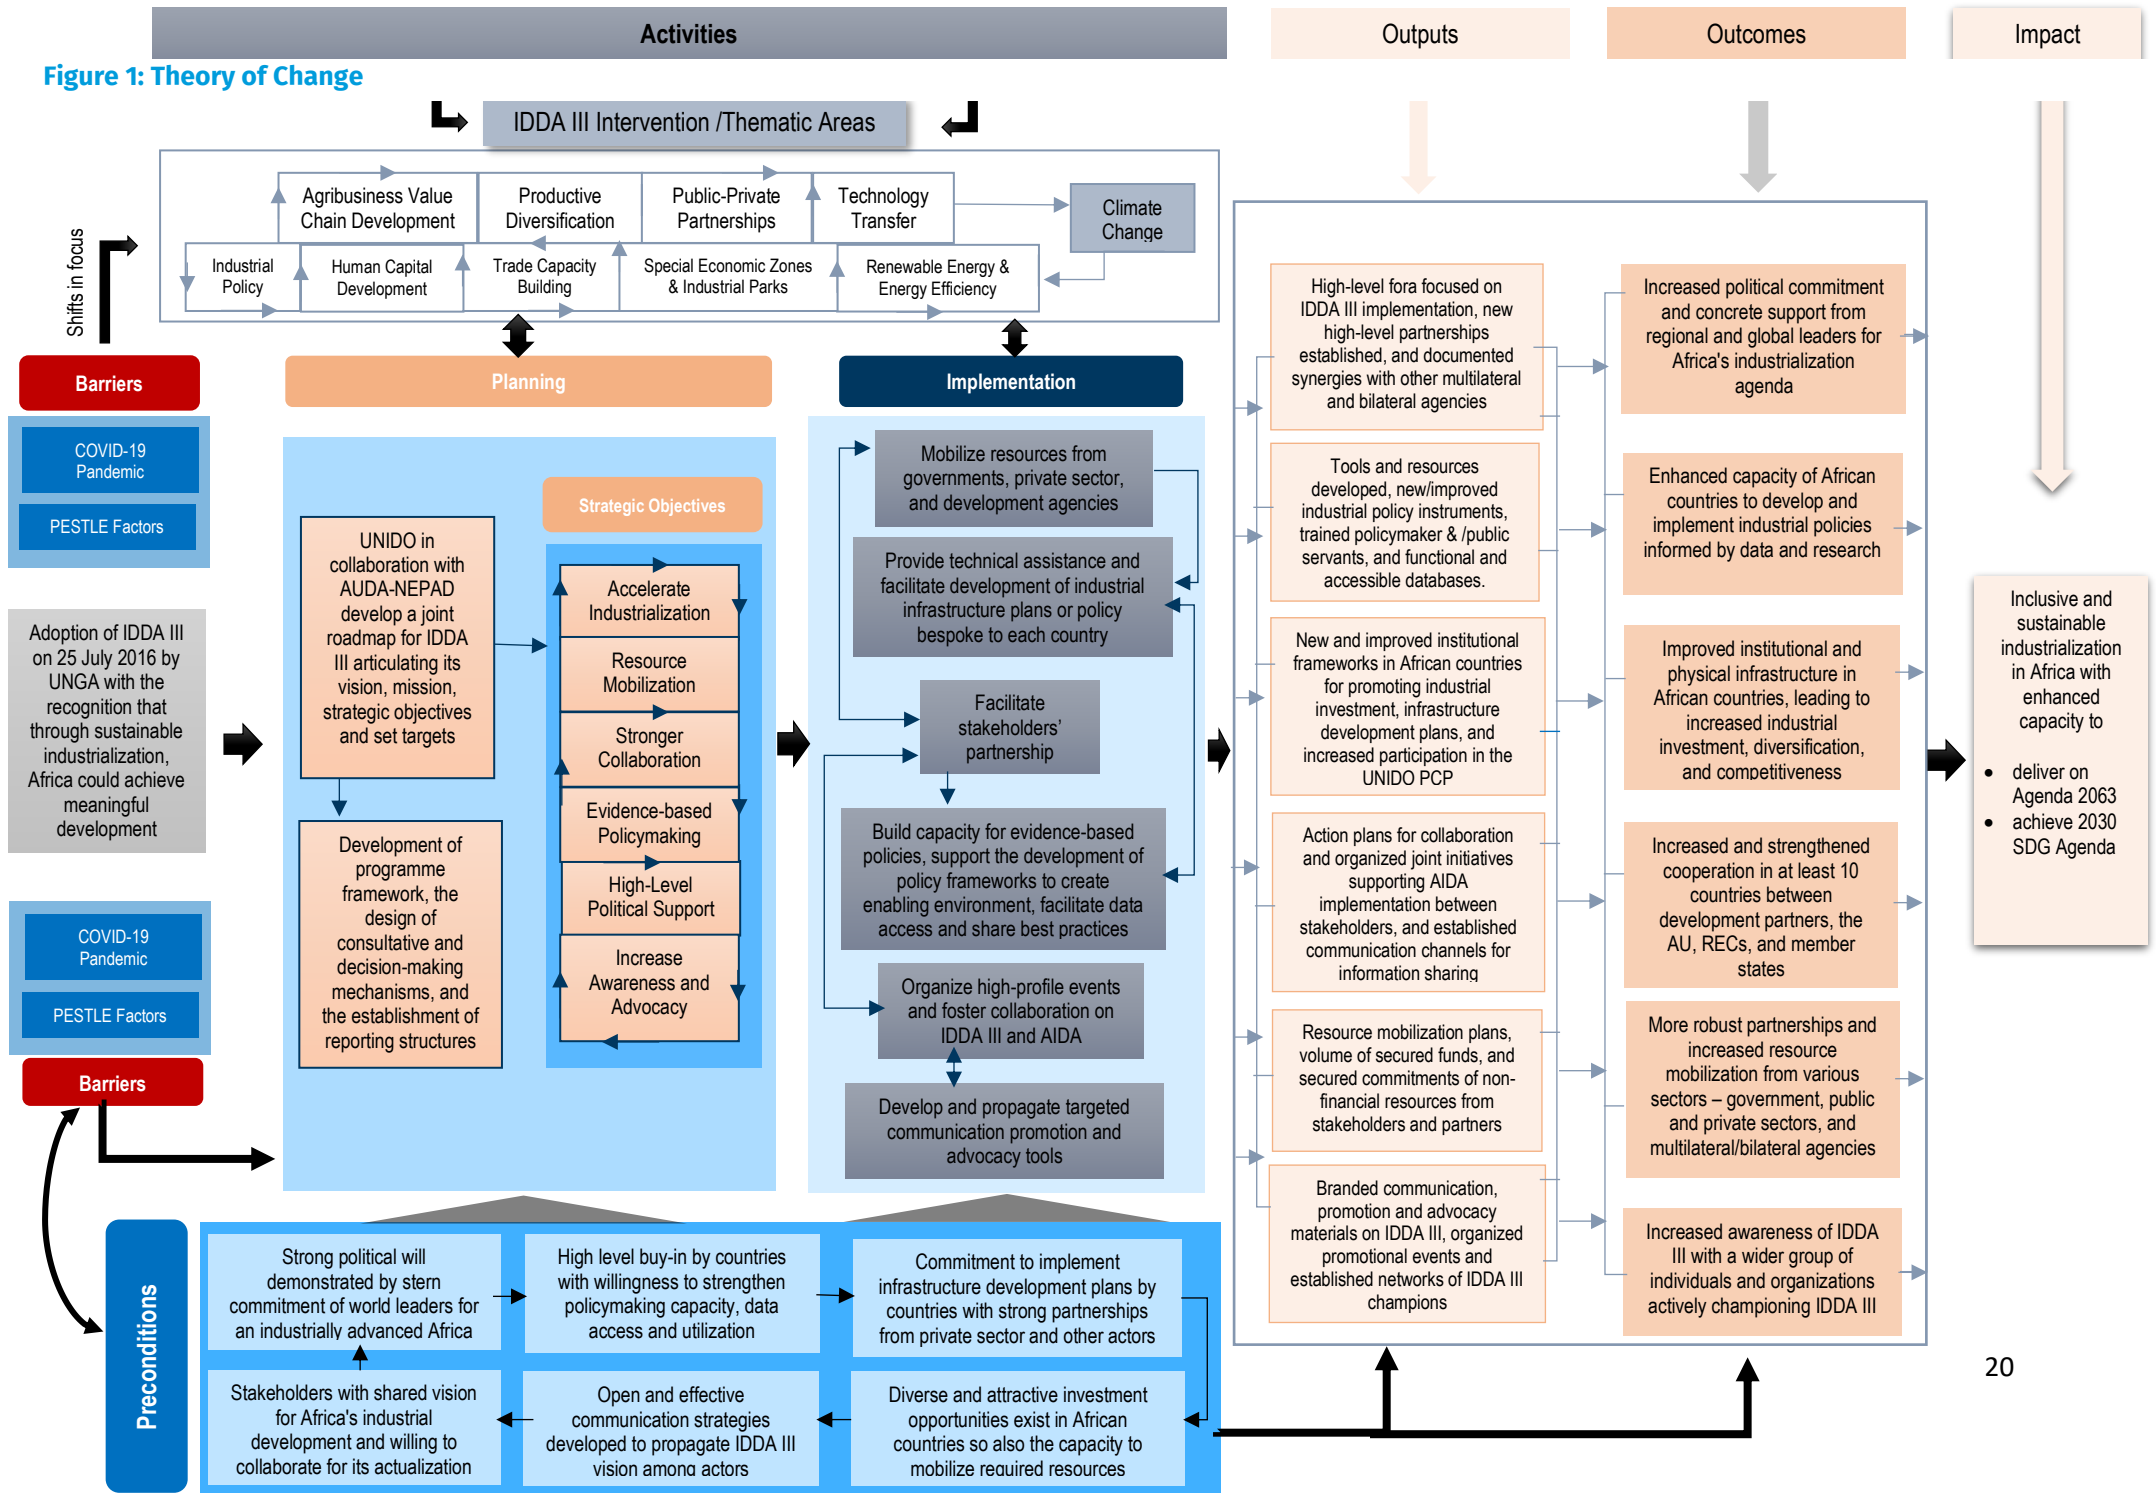 Activities
Outputs
Outcomes
Impact
Figure 1: Theory of Change
IDDA III Intervention /Thematic Areas
Agribusiness Value
Chain Development
Productive
Diversification
Public-Private
Partnerships
Technology
Transfer
Climate
Change
Industrial
Policy
Human Capital
Development
Trade Capacity
Building
Special Economic Zones
& Industrial Parks
Renewable Energy &
Energy Efficiency
Shifts in focus
Barriers
COVID-19
Pandemic
PESTLE Factors
Adoption of IDDA III
on 25 July 2016 by
UNGA with the
recognition that
through sustainable
industrialization,
Africa could achieve
meaningful
development
COVID-19
Pandemic
PESTLE Factors
Barriers
Planning
UNIDO in
collaboration with
AUDA-NEPAD
develop a joint
roadmap for IDDA
III articulating its
vision, mission,
strategic objectives
and set targets
Development of
programme
framework, the
design of
consultative and
decision-making
mechanisms, and
the establishment of
reporting structures
Strategic Objectives
Accelerate
Industrialization
Resource
Mobilization
Stronger
Collaboration
Evidence-based
Policymaking
High-Level
Political Support
Increase
Awareness and
Advocacy
Implementation
Mobilize resources from
governments, private sector,
and development agencies
Provide technical assistance and
facilitate development of industrial
infrastructure plans or policy
bespoke to each country
Facilitate
stakeholders’
partnership
Build capacity for evidence-based
policies, support the development of
policy frameworks to create
enabling environment, facilitate data
access and share best practices
Organize high-profile events
and foster collaboration on
IDDA III and AIDA
Develop and propagate targeted
communication promotion and
advocacy tools
High-level fora focused on
IDDA III implementation, new
high-level partnerships
established, and documented
synergies with other multilateral
and bilateral agencies
Tools and resources
developed, new/improved
industrial policy instruments,
trained policymaker & /public
servants, and functional and
accessible databases.
New and improved institutional
frameworks in African countries
for promoting industrial
investment, infrastructure
development plans, and
increased participation in the
UNIDO PCP
Action plans for collaboration
and organized joint initiatives
supporting AIDA
implementation between
stakeholders, and established
communication channels for
information sharing
Resource mobilization plans,
volume of secured funds, and
secured commitments of non-
financial resources from
stakeholders and partners
Branded communication,
promotion and advocacy
materials on IDDA III, organized
promotional events and
established networks of IDDA III
champions
Increased political commitment
and concrete support from
regional and global leaders for
Africa's industrialization
agenda
Enhanced capacity of African
countries to develop and
implement industrial policies
informed by data and research
Improved institutional and
physical infrastructure in
African countries, leading to
increased industrial
investment, diversification,
and competitiveness
Increased and strengthened
cooperation in at least 10
countries between
development partners, the
AU, RECs, and member
states
More robust partnerships and
increased resource
mobilization from various
sectors – government, public
and private sectors, and
multilateral/bilateral agencies
Increased awareness of IDDA
III with a wider group of
individuals and organizations
actively championing IDDA III
Inclusive and
sustainable
industrialization
in Africa with
enhanced
capacity to
• deliver on
Agenda 2063
• achieve 2030
SDG Agenda
Preconditions
Strong political will
demonstrated by stern
commitment of world leaders for
an industrially advanced Africa
High level buy-in by countries
with willingness to strengthen
policymaking capacity, data
access and utilization
Commitment to implement
infrastructure development plans by
countries with strong partnerships
from private sector and other actors
Stakeholders with shared vision
for Africa's industrial
development and willing to
collaborate for its actualization
Open and effective
communication strategies
developed to propagate IDDA III
vision among actors
Diverse and attractive investment
opportunities exist in African
countries so also the capacity to
mobilize required resources
20